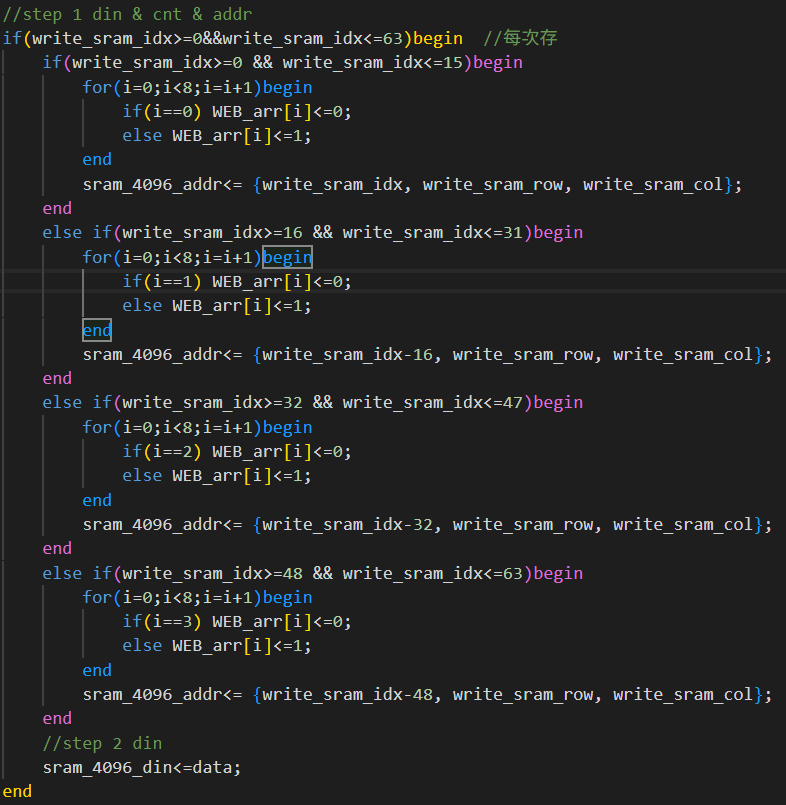 //step 1 din & cnt & addr
if(write_sram_idx>=0&&write_sram_idx<=63)begin  //每次存
    if(write_sram_idx>=0 && write_sram_idx<=15)begin
        for(i=0;i<8;i=i+1)begin
            if(i==0) WEB_arr[i]<=0;
            else WEB_arr[i]<=1;
        end
        sram_4096_addr<= {write_sram_idx, write_sram_row, write_sram_col};
    end
    else if(write_sram_idx>=16 && write_sram_idx<=31)begin
        for(i=0;i<8;i=i+1)begin
            if(i==1) WEB_arr[i]<=0;
            else WEB_arr[i]<=1;
        end
        sram_4096_addr<= {write_sram_idx-16, write_sram_row, write_sram_col};
    end
    else if(write_sram_idx>=32 && write_sram_idx<=47)begin
        for(i=0;i<8;i=i+1)begin
            if(i==2) WEB_arr[i]<=0;
            else WEB_arr[i]<=1;
        end
        sram_4096_addr<= {write_sram_idx-32, write_sram_row, write_sram_col};
    end
    else if(write_sram_idx>=48 && write_sram_idx<=63)begin
        for(i=0;i<8;i=i+1)begin
            if(i==3) WEB_arr[i]<=0;
            else WEB_arr[i]<=1;
        end
        sram_4096_addr<= {write_sram_idx-48, write_sram_row, write_sram_col};
    end
    //step 2 din
    sram_4096_din<=data;
end